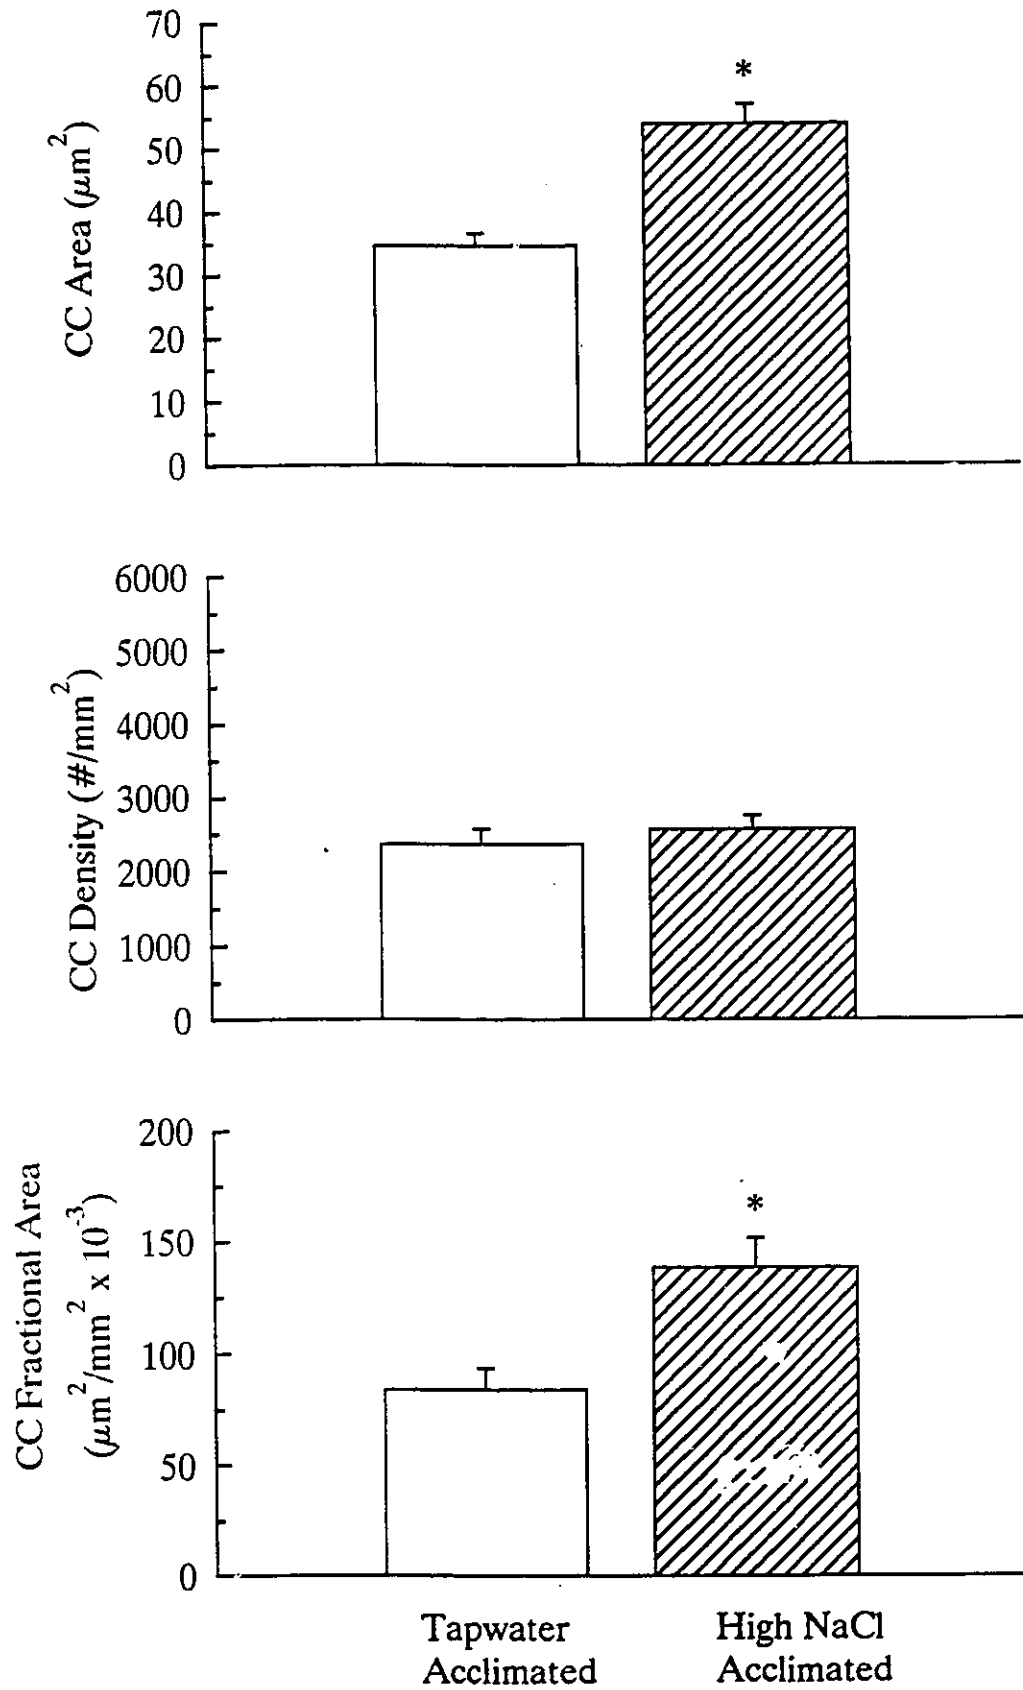 70
60
50
40
30
20
10
0
CC Area (μm²)
*
6000
5000
4000
3000
2000
1000
0
CC Density (#/mm²)
200
150
100
50
0
CC Fractional Area
(μm²/mm² x 10⁻³)
*
Tapwater
Acclimated
High NaCl
Acclimated